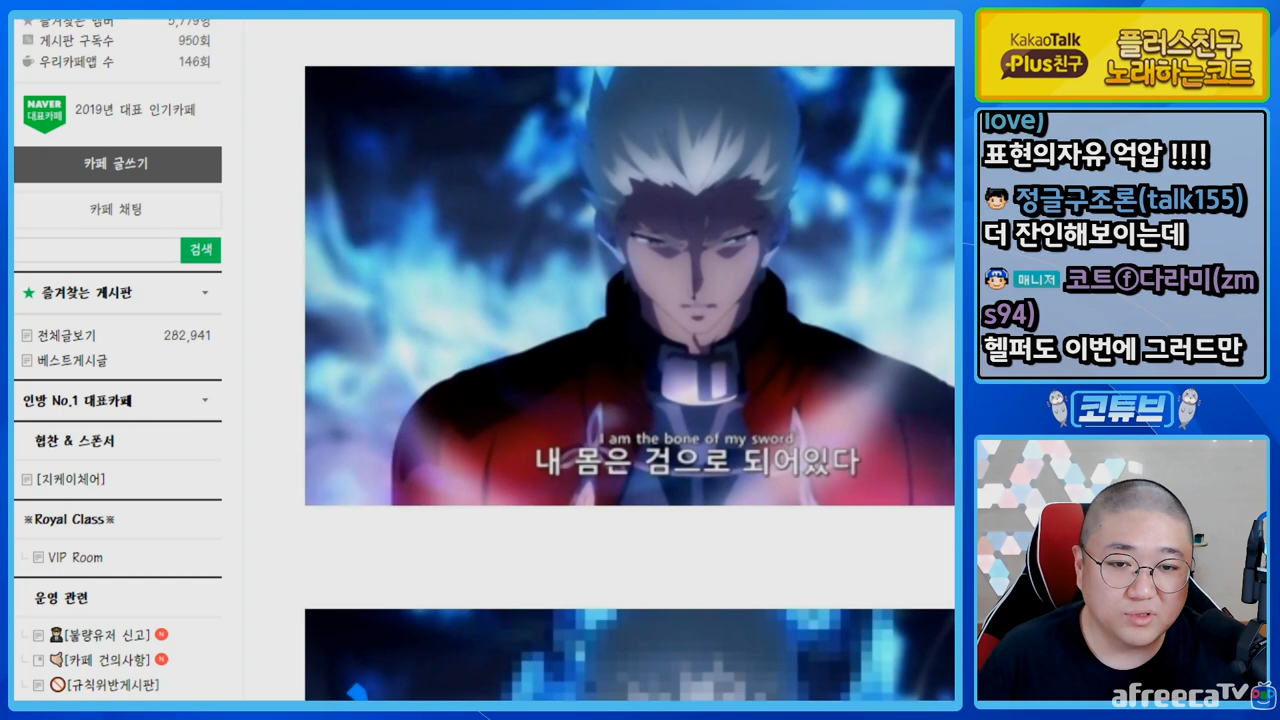 즐겨찾는 멤버 5,779명
게시판 구독수 950회
우리카페앱 수 146회
NAVER
대표카페
2019년 대표 인기카페
카페 글쓰기
카페 채팅
검색
즐겨찾는 게시판
전체글보기 282,941
베스트게시글
인방 No.1 대표카페
협찬 & 스폰서
[지케이체어]
※Royal Class※
VIP Room
운영 관련
[불량유저 신고] N
[카페 건의사항] N
[규칙위반게시판]
I am the bone of my sword
내 몸은 검으로 되어있다
KakaoTalk
Plus친구
플러스친구
노래하는코트
love)
표현의자유 억압 !!!!
정글구조론(talk155)
더 잔인해보이는데
매니저 코트ⓕ다라미(zm
s94)
헬퍼도 이번에 그러드만
코튜브
afreecaTV